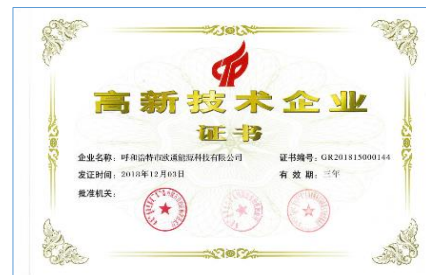 高新技术企业
证书
企业名称：呼和浩特市欧晟能源科技有限公司 证书编号：GR201815000144
发证时间：2018年12月03日 有效期：三年
批准机关：